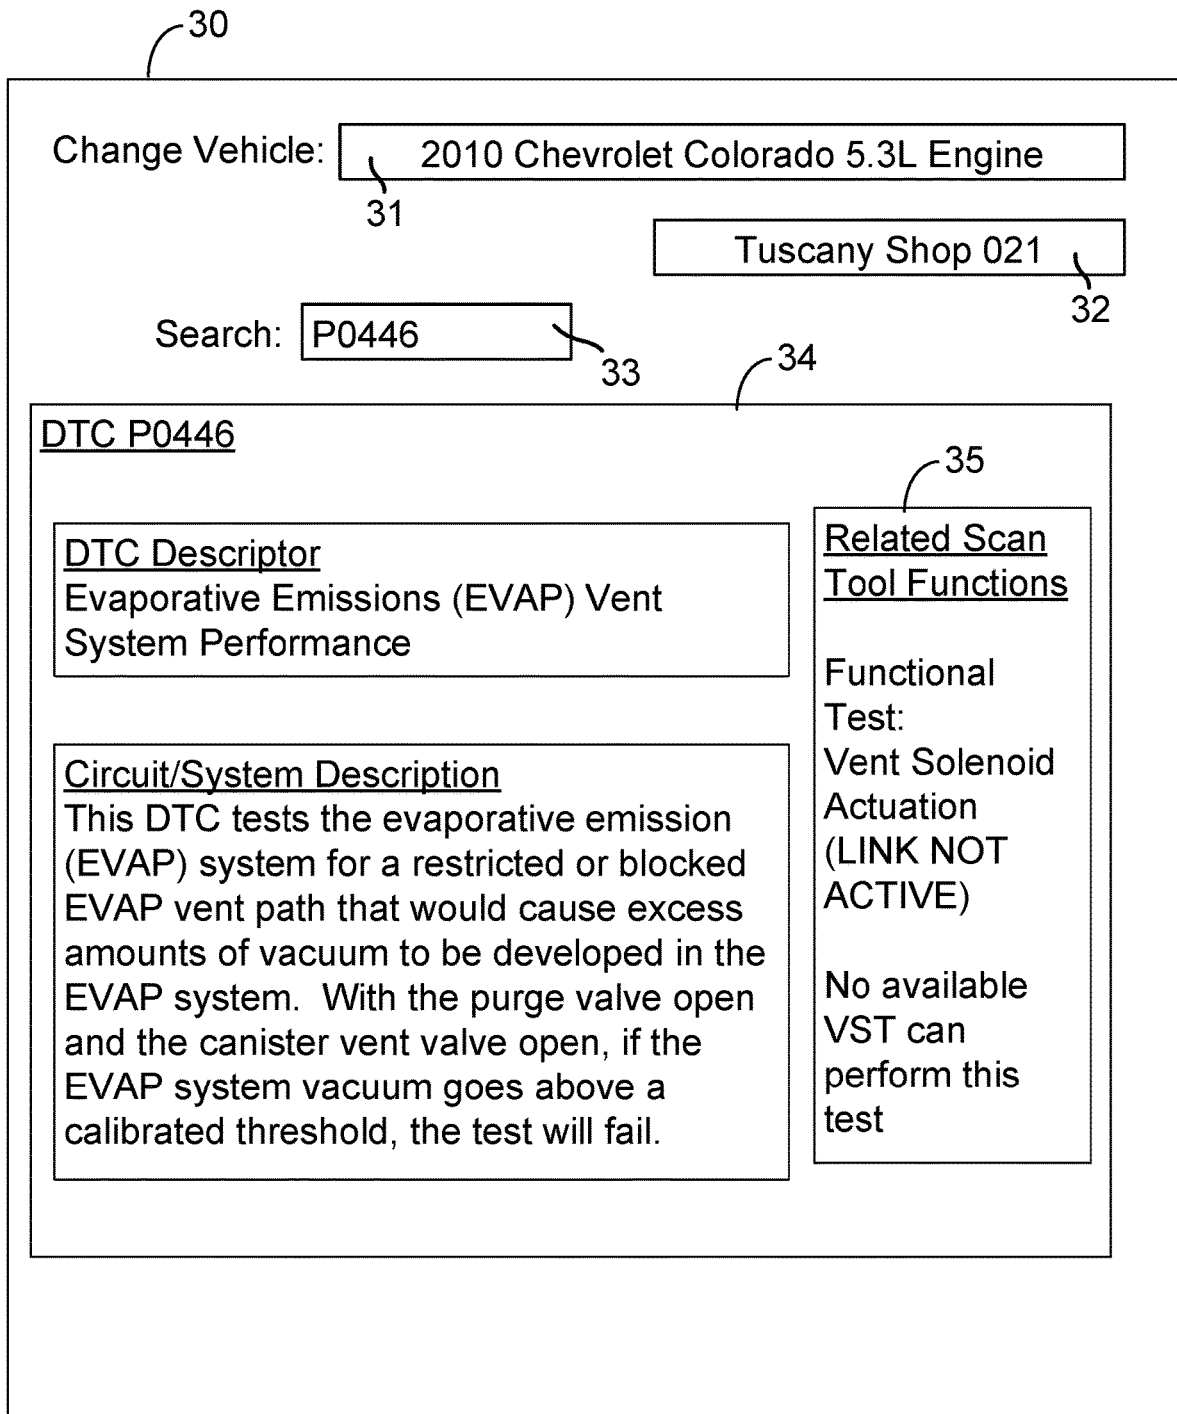 30
Change Vehicle: 2010 Chevrolet Colorado 5.3L Engine
31
Tuscany Shop 021
32
Search: P0446
33
34
DTC P0446
DTC Descriptor
Evaporative Emissions (EVAP) Vent
System Performance
Circuit/System Description
This DTC tests the evaporative emission
(EVAP) system for a restricted or blocked
EVAP vent path that would cause excess
amounts of vacuum to be developed in the
EVAP system.  With the purge valve open
and the canister vent valve open, if the
EVAP system vacuum goes above a
calibrated threshold, the test will fail.
35
Related Scan
Tool Functions
Functional
Test:
Vent Solenoid
Actuation
(LINK NOT
ACTIVE)
No available
VST can
perform this
test